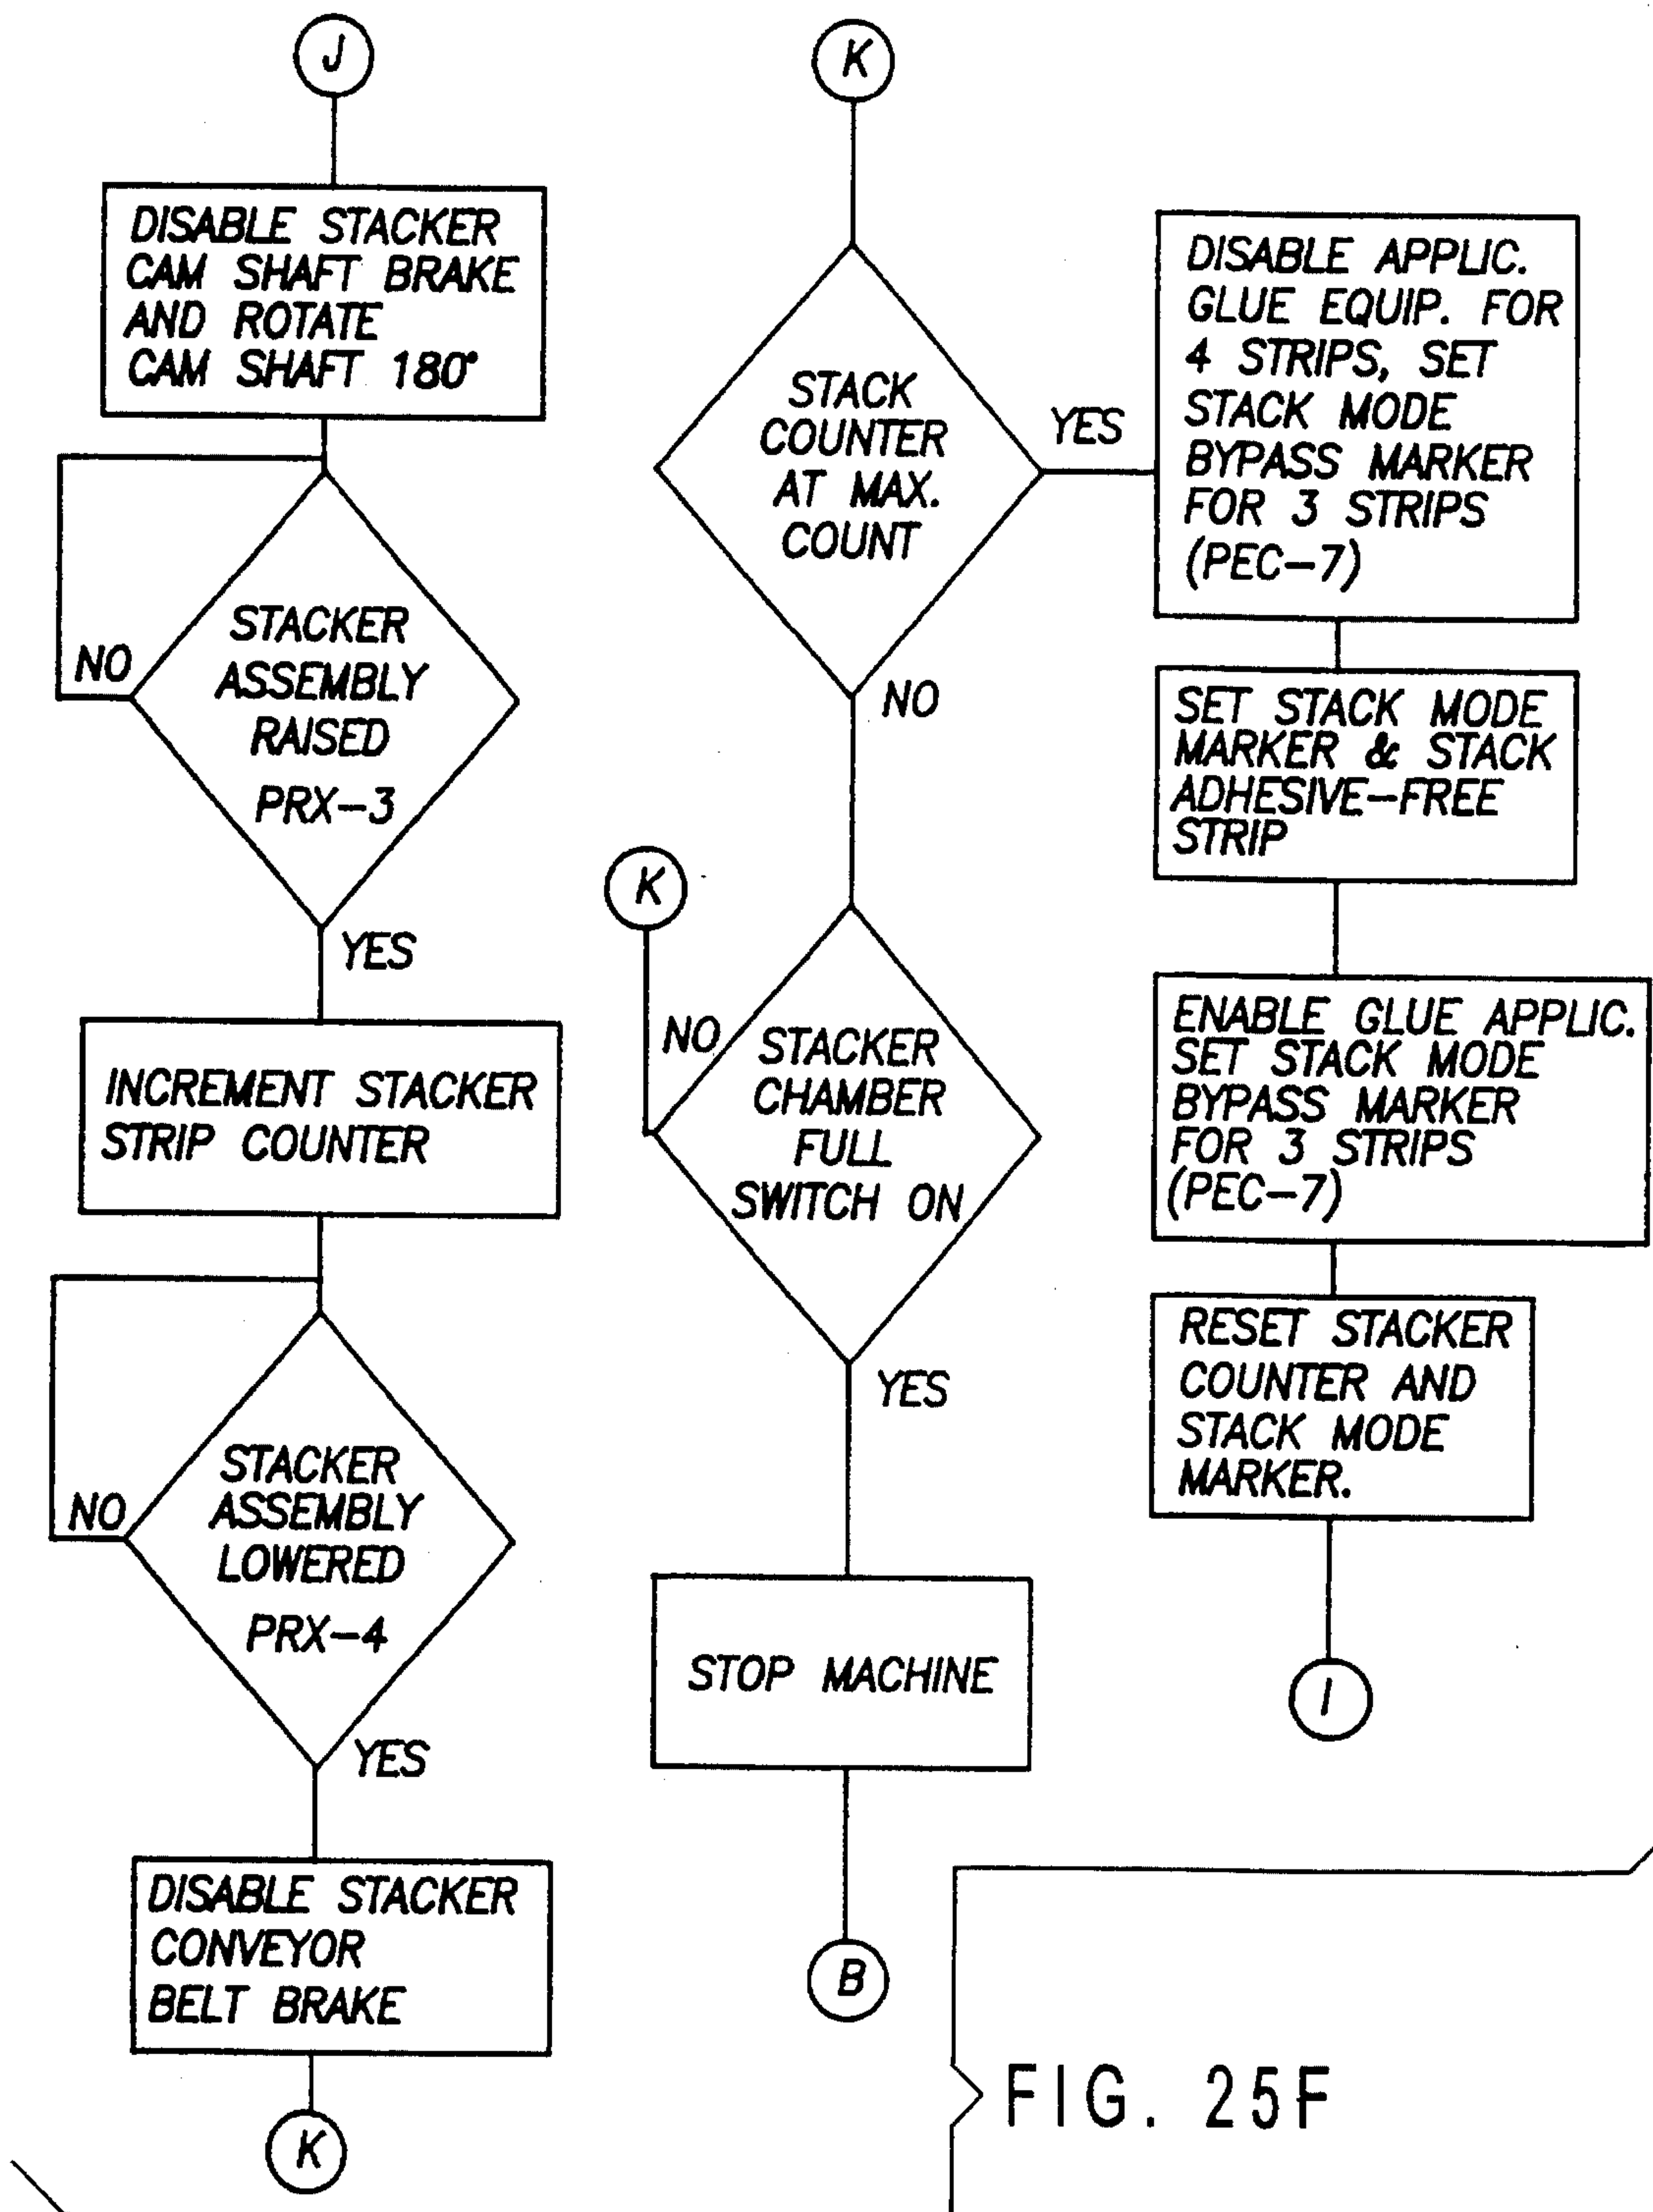 J
DISABLE STACKER
CAM SHAFT BRAKE
AND ROTATE
CAM SHAFT 180°
STACKER
ASSEMBLY
RAISED
PRX-3
NO
YES
INCREMENT STACKER
STRIP COUNTER
STACKER
ASSEMBLY
LOWERED
PRX-4
NO
YES
DISABLE STACKER
CONVEYOR
BELT BRAKE
K
K
STACK
COUNTER
AT MAX.
COUNT
YES
NO
K
NO
STACKER
CHAMBER
FULL
SWITCH ON
YES
STOP MACHINE
B
DISABLE APPLIC.
GLUE EQUIP. FOR
4 STRIPS, SET
STACK MODE
BYPASS MARKER
FOR 3 STRIPS
(PEC-7)
SET STACK MODE
MARKER & STACK
ADHESIVE-FREE
STRIP
ENABLE GLUE APPLIC.
SET STACK MODE
BYPASS MARKER
FOR 3 STRIPS
(PEC-7)
RESET STACKER
COUNTER AND
STACK MODE
MARKER.
I
FIG. 25F